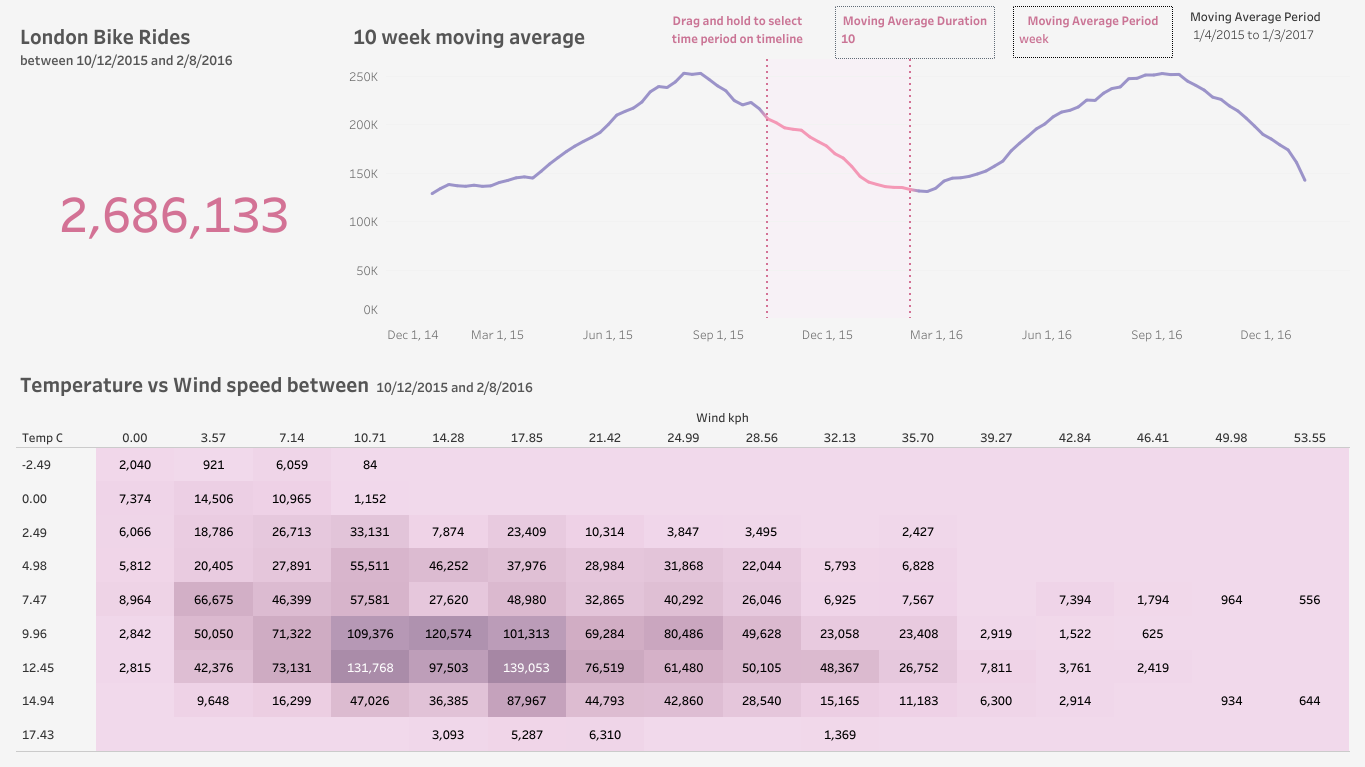 London Bike Rides
between 10/12/2015 and 2/8/2016
2,686,133
10 week moving average
Drag and hold to select
time period on timeline
Moving Average Duration
10
Moving Average Period
week
Moving Average Period
1/4/2015 to 1/3/2017
250K
200K
150K
100K
50K
0K
Dec 1, 14 Mar 1, 15 Jun 1, 15 Sep 1, 15 Dec 1, 15 Mar 1, 16 Jun 1, 16 Sep 1, 16 Dec 1, 16
Temperature vs Wind speed between 10/12/2015 and 2/8/2016
Wind kph
Temp C 0.00 3.57 7.14 10.71 14.28 17.85 21.42 24.99 28.56 32.13 35.70 39.27 42.84 46.41 49.98 53.55
-2.49 2,040 921 6,059 84
0.00 7,374 14,506 10,965 1,152
2.49 6,066 18,786 26,713 33,131 7,874 23,409 10,314 3,847 3,495 2,427
4.98 5,812 20,405 27,891 55,511 46,252 37,976 28,984 31,868 22,044 5,793 6,828
7.47 8,964 66,675 46,399 57,581 27,620 48,980 32,865 40,292 26,046 6,925 7,567 7,394 1,794 964 556
9.96 2,842 50,050 71,322 109,376 120,574 101,313 69,284 80,486 49,628 23,058 23,408 2,919 1,522 625
12.45 2,815 42,376 73,131 131,768 97,503 139,053 76,519 61,480 50,105 48,367 26,752 7,811 3,761 2,419
14.94 9,648 16,299 47,026 36,385 87,967 44,793 42,860 28,540 15,165 11,183 6,300 2,914 934 644
17.43 3,093 5,287 6,310 1,369